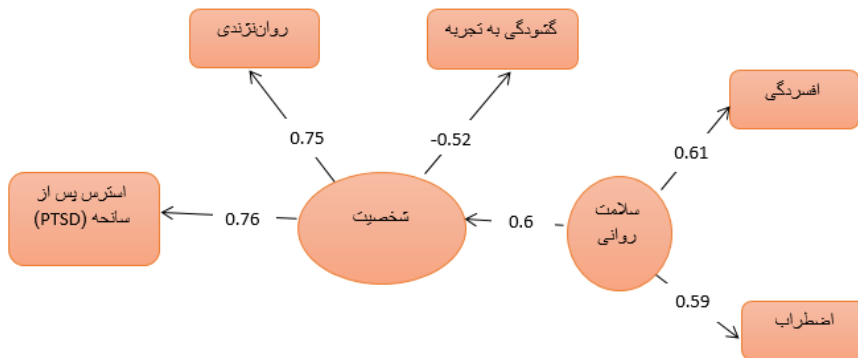 روان‌نژندی
گشودگی به تجربه
افسردگی
0.75
-0.52
0.61
استرس پس از
سانحه (PTSD)
0.76
شخصیت
0.6
سلامت
روانی
0.59
اضطراب